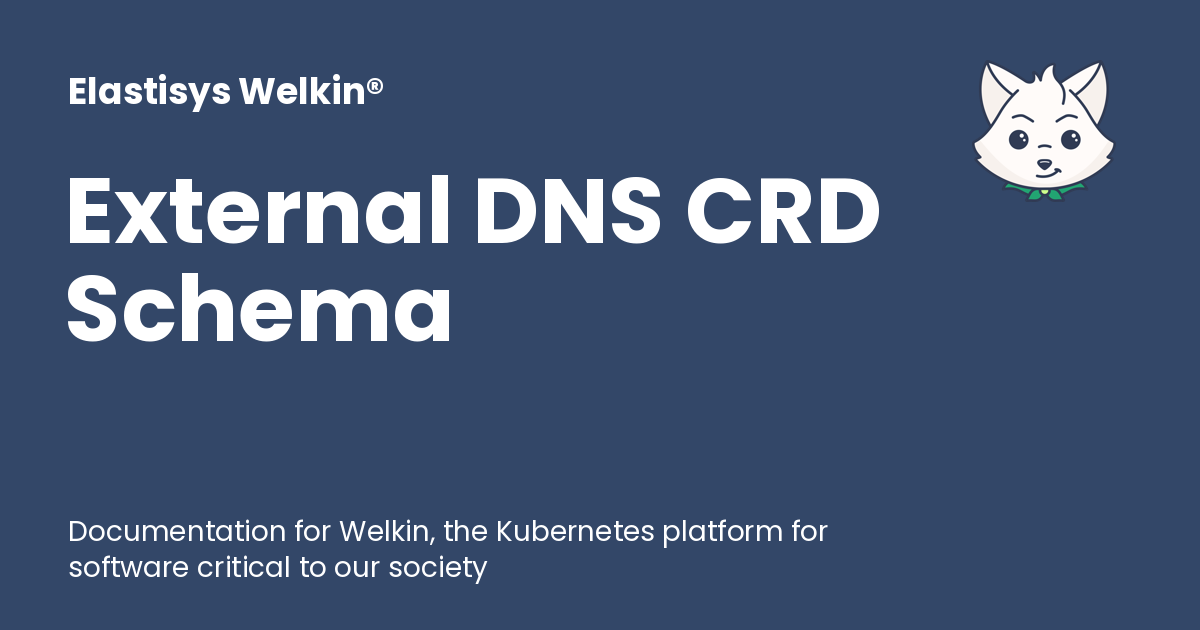 Elastisys Welkin®
External DNS CRD
Schema
Documentation for Welkin, the Kubernetes platform for
software critical to our society